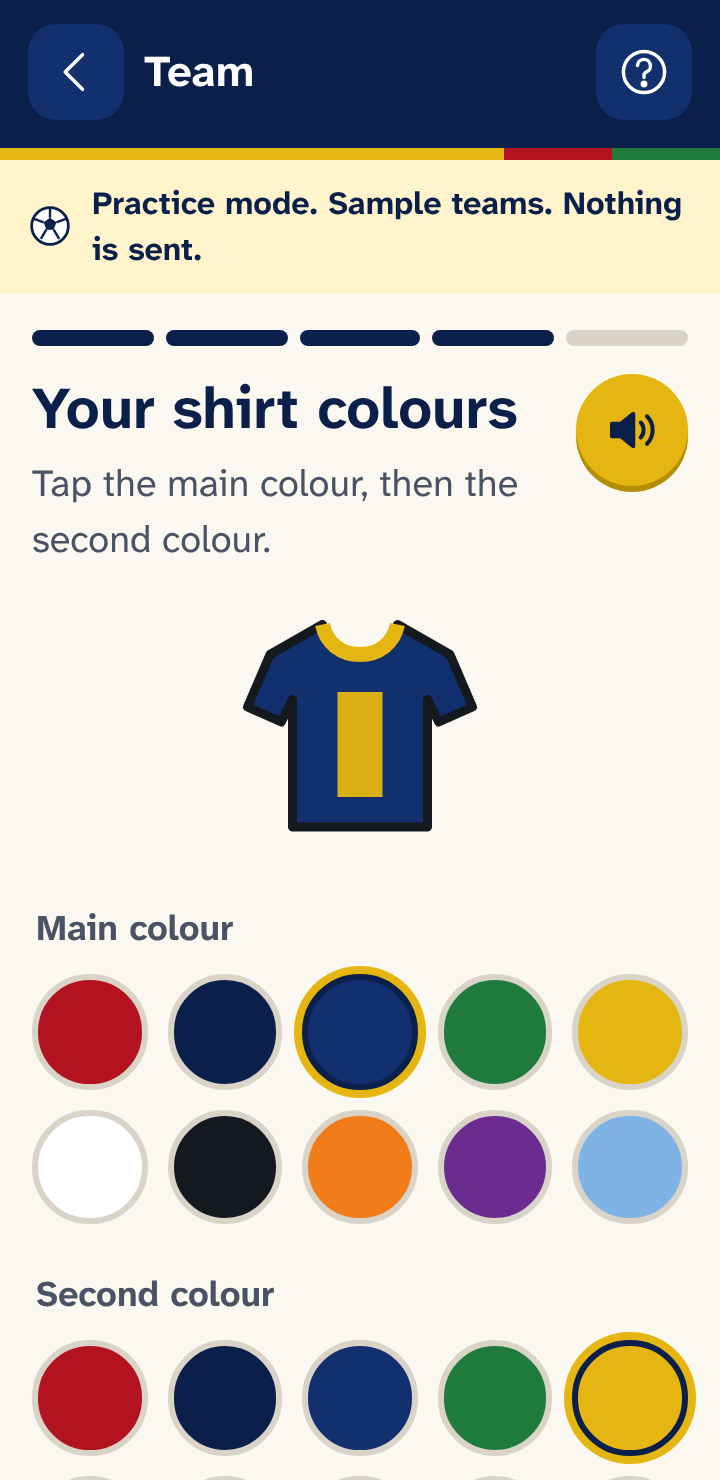 Team
Practice mode. Sample teams. Nothing
is sent.
Your shirt colours
Tap the main colour, then the
second colour.
Main colour
Second colour